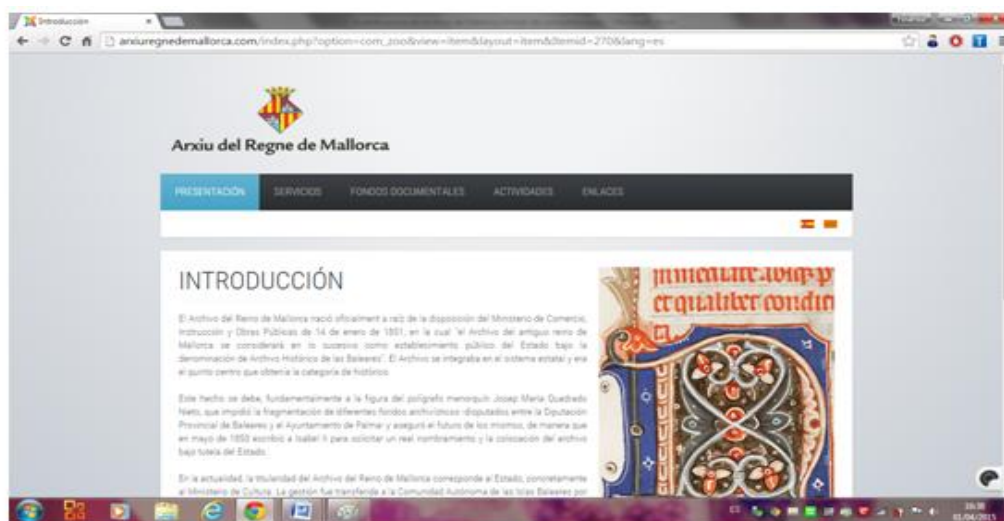 Introducción
arxiuregnedemallorca.com/index.php?option=com_zoo&view=item&layout=item&Itemid=270&lang=es
Arxiu del Regne de Mallorca
PRESENTACIÓN SERVICIOS FONDOS DOCUMENTALES ACTIVIDADES ENLACES
INTRODUCCIÓN
El Archivo del Reino de Mallorca nació oficialmente a raíz de la disposición del Ministerio de Comercio,
Instrucción y Obras Públicas de 14 de enero de 1851, en la cual "el Archivo del antiguo reino de
Mallorca se considerará en lo sucesivo como establecimiento público del Estado bajo la
denominación de Archivo Histórico de las Baleares". El Archivo se integraba en el sistema estatal y era
el quinto centro que obtenía la categoría de histórico.
Este hecho se debe, fundamentalmente a la figura del polígrafo menorquín Josep Maria Quadrado
Nieto, que impidió la fragmentación de diferentes fondos archivísticos -disputados entre la Diputación
Provincial de Baleares y el Ayuntamiento de Palma- y aseguró el futuro de los mismos, de manera que
en mayo de 1850 escribió a Isabel II para solicitar un real nombramiento y la colocación del archivo
bajo tutela del Estado.
En la actualidad, la titularidad del Archivo del Reino de Mallorca corresponde al Estado, concretamente
al Ministerio de Cultura. La gestión fue transferida a la Comunidad Autónoma de las Islas Baleares por
et qualiter condici
ES
16:38
01/04/2015